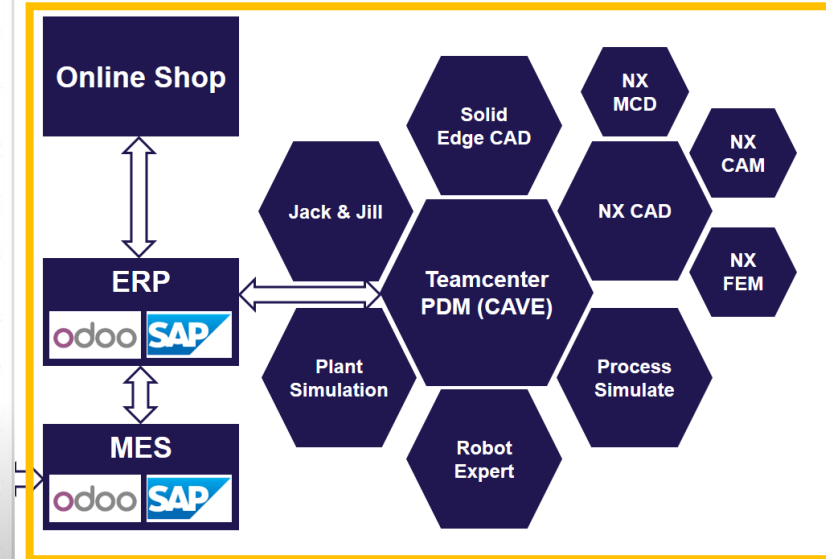 Online Shop
ERP
odoo SAP
MES
odoo SAP
Solid
Edge CAD
NX
MCD
NX
CAM
Jack & Jill
NX CAD
Teamcenter
PDM (CAVE)
NX
FEM
Plant
Simulation
Process
Simulate
Robot
Expert